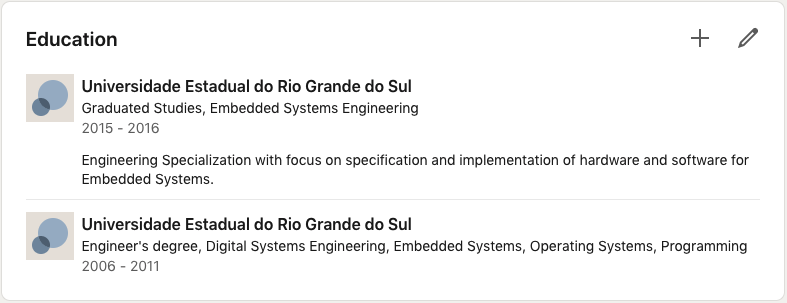 Education
Universidade Estadual do Rio Grande do Sul
Graduated Studies, Embedded Systems Engineering
2015 - 2016
Engineering Specialization with focus on specification and implementation of hardware and software for
Embedded Systems.
Universidade Estadual do Rio Grande do Sul
Engineer's degree, Digital Systems Engineering, Embedded Systems, Operating Systems, Programming
2006 - 2011